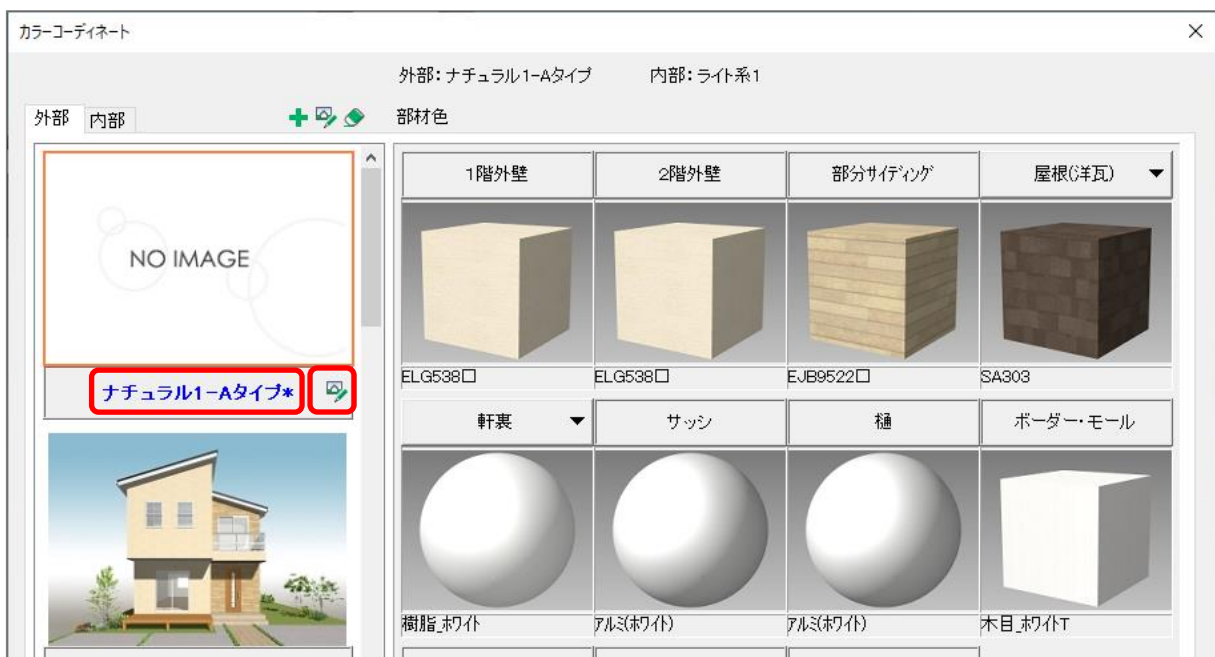 カラーコーディネート
外部：ナチュラル1-Aタイプ 内部：ライト系1
外部 内部 部材色
NO IMAGE
ナチュラル1-Aタイプ*
1階外壁 2階外壁 部分サイディング 屋根(洋瓦)
ELG538□ ELG538□ EJB9522□ SA303
軒裏 サッシ 樋 ボーダー・モール
樹脂_ホワイト アルミ(ホワイト) アルミ(ホワイト) 木目_ホワイトT